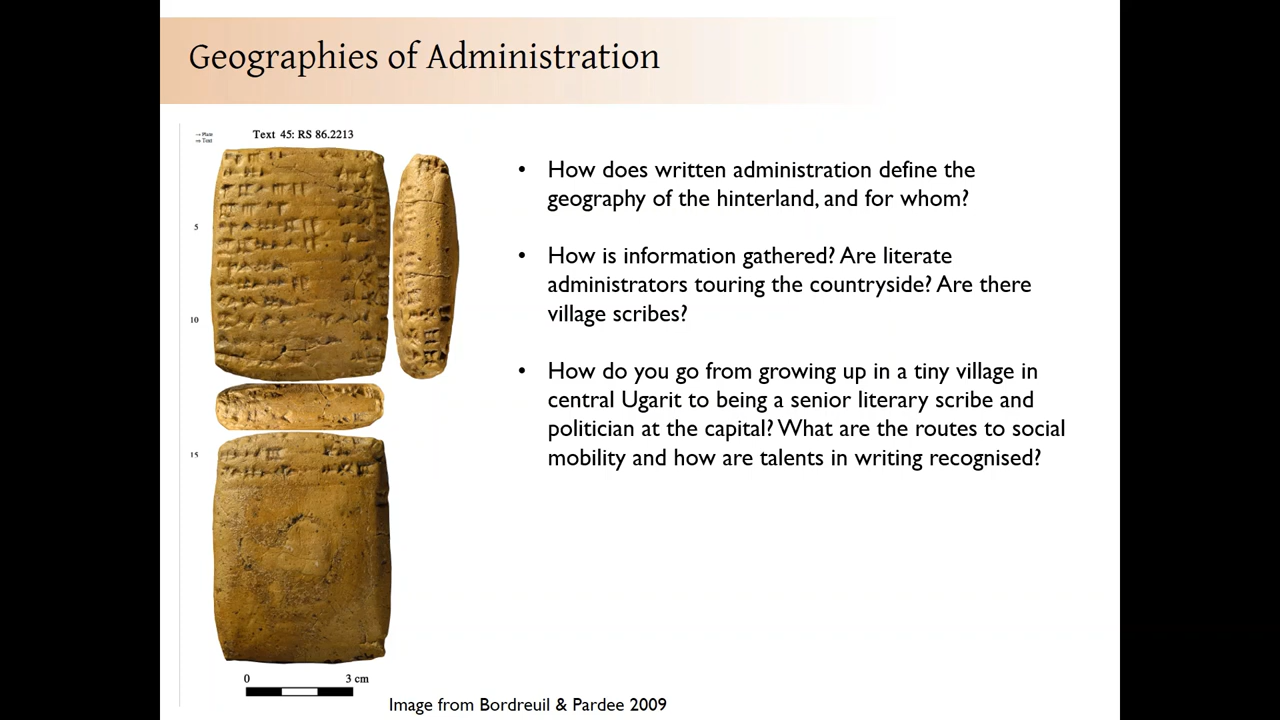 Geographies of Administration
→ Plate
⇒ Text
Text 45: RS 86.2213
5
10
15
0 3 cm
• How does written administration define the
geography of the hinterland, and for whom?
• How is information gathered? Are literate
administrators touring the countryside? Are there
village scribes?
• How do you go from growing up in a tiny village in
central Ugarit to being a senior literary scribe and
politician at the capital? What are the routes to social
mobility and how are talents in writing recognised?
Image from Bordreuil & Pardee 2009